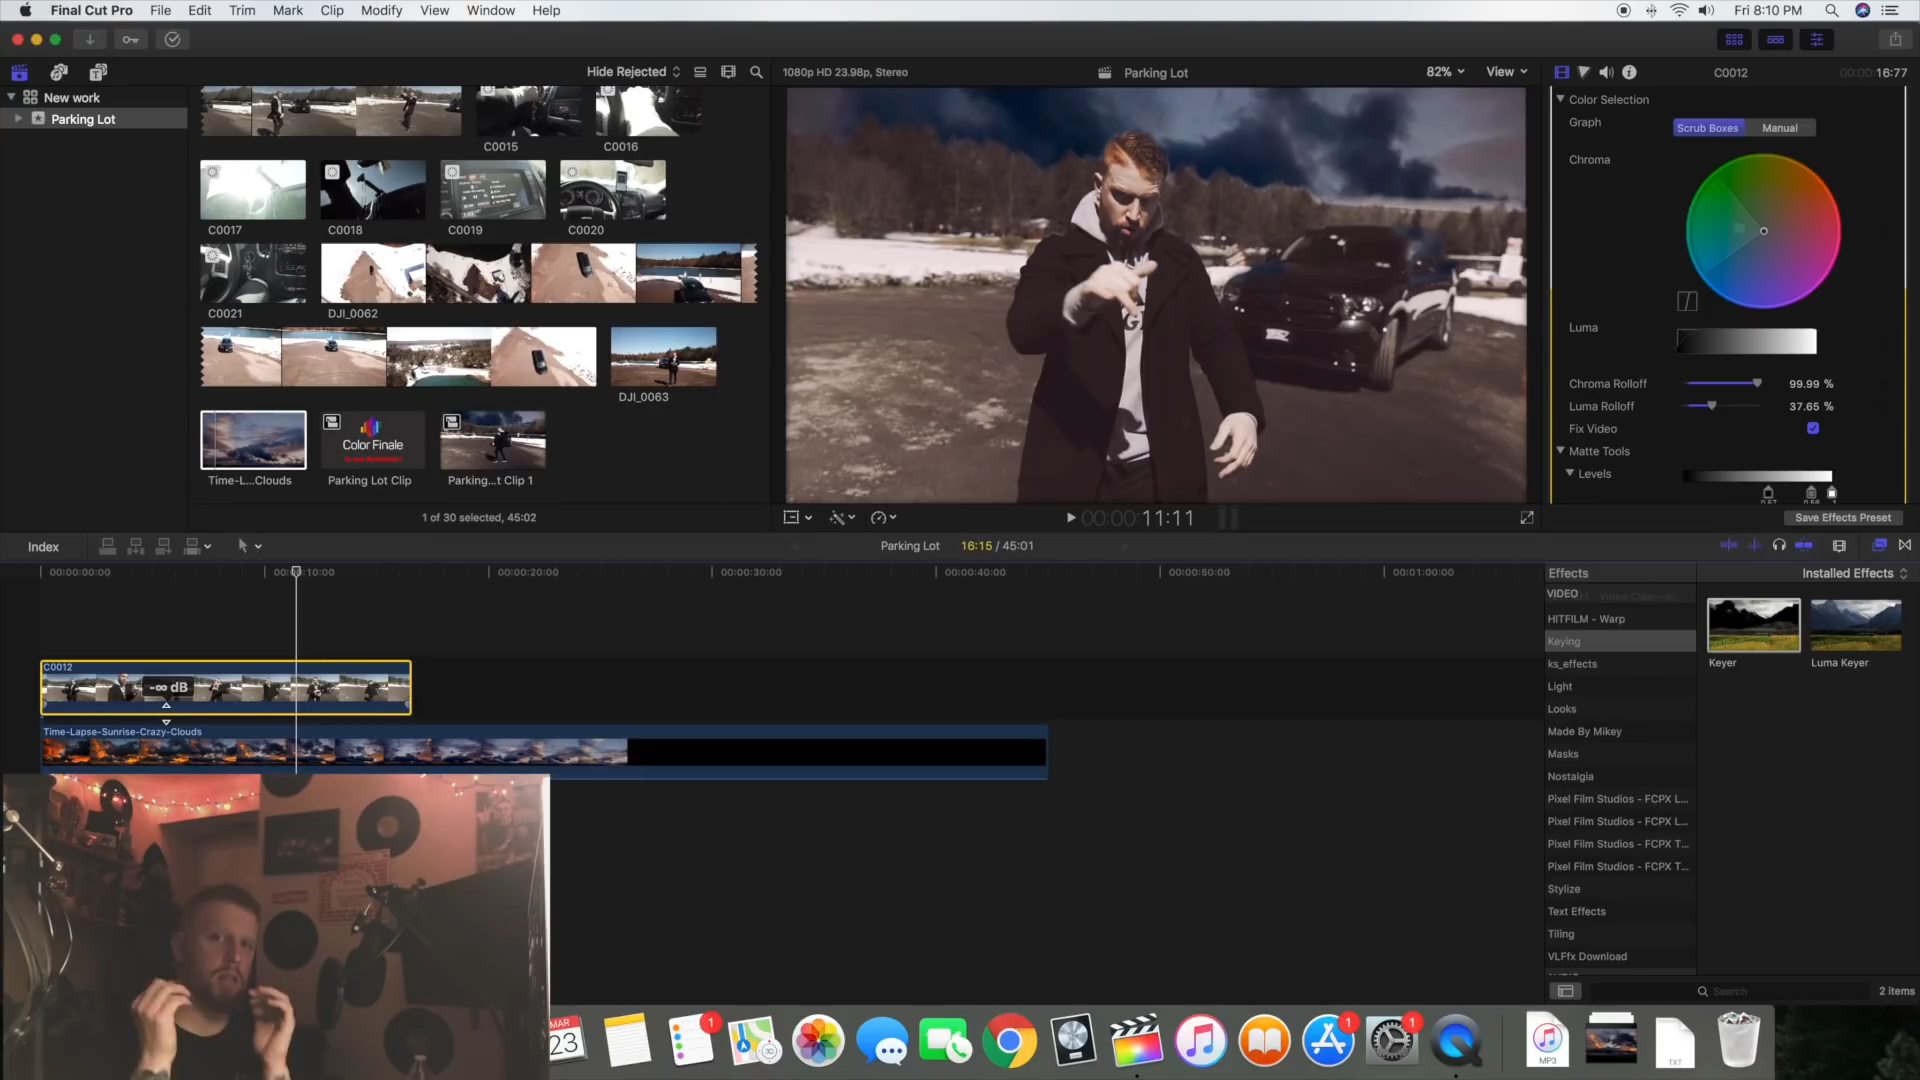 Final Cut Pro File Edit Trim Mark Clip Modify View Window Help
Fri 8:10 PM
Hide Rejected
1080p HD 23.98p, Stereo
Parking Lot
82%
View
C0012
16:77
New work
Parking Lot
C0015
C0016
C0017
C0018
C0019
C0020
C0021
DJI_0062
DJI_0063
Color Finale
Time-L...Clouds
Parking Lot Clip
Parking...t Clip 1
1 of 30 selected, 45:02
00:00:00:11:11
Color Selection
Graph
Scrub Boxes
Manual
Chroma
Luma
Chroma Rolloff
99.99 %
Luma Rolloff
37.65 %
Fix Video
Matte Tools
Levels
Save Effects Preset
Index
Parking Lot
16:15 / 45:01
00:00:00:00
00:00:10:00
00:00:20:00
00:00:30:00
00:00:40:00
00:00:50:00
00:01:00:00
C0012
-∞ dB
Time-Lapse-Sunrise-Crazy-Clouds
Effects
Installed Effects
VIDEO
HITFILM - Warp
Keying
ks_effects
Light
Looks
Made By Mikey
Masks
Nostalgia
Pixel Film Studios - FCPX L...
Pixel Film Studios - FCPX L...
Pixel Film Studios - FCPX T...
Pixel Film Studios - FCPX T...
Stylize
Text Effects
Tiling
VLFfx Download
Keyer
Luma Keyer
Search
2 items
MAR
23
1
1
1
MP3
TXT